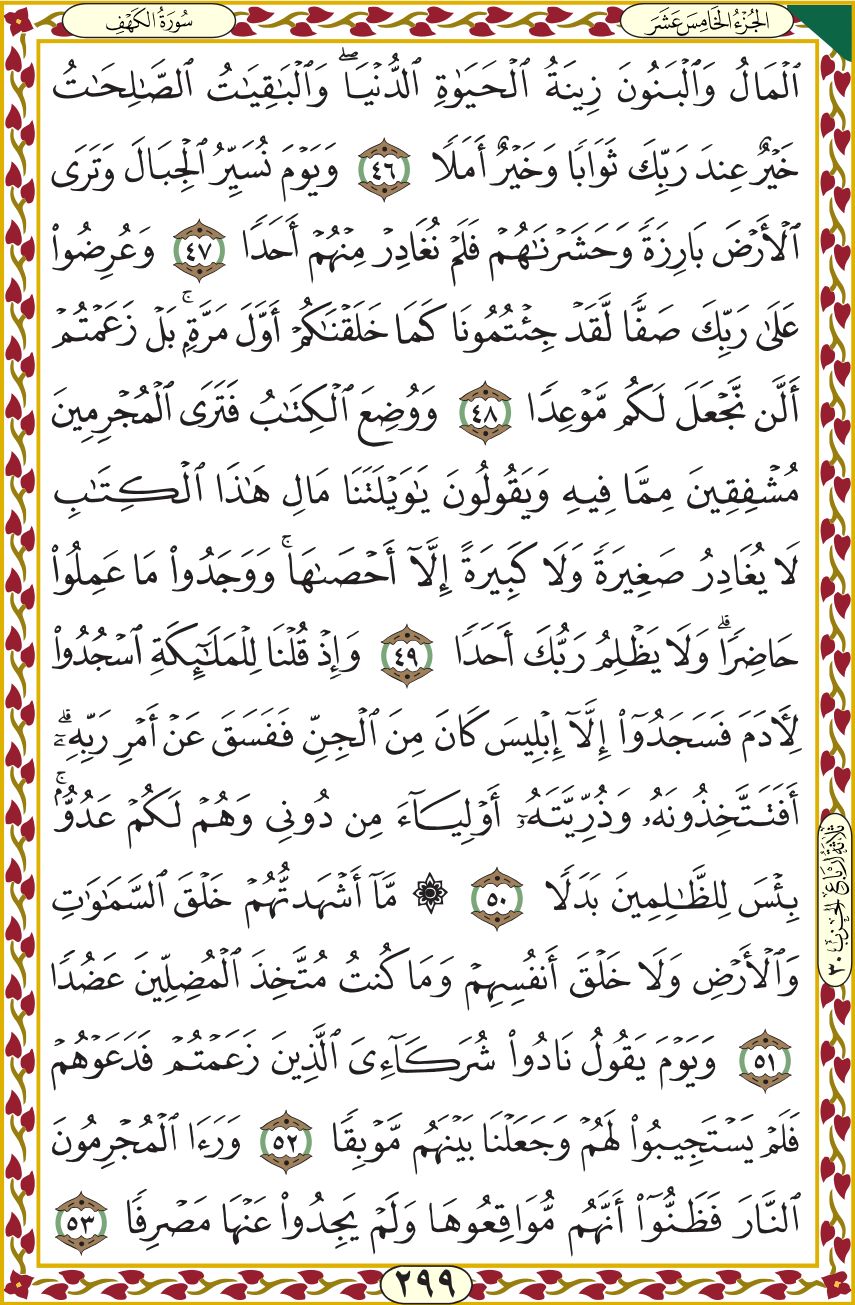 سُورَةُ الكَهْفِ
الجُزْءُ الخَامِسَ عَشَرَ
ٱلْمَالُ وَٱلْبَنُونَ زِينَةُ ٱلْحَيَوٰةِ ٱلدُّنْيَاۖ وَٱلْبَٰقِيَٰتُ ٱلصَّٰلِحَٰتُ
خَيْرٌ عِندَ رَبِّكَ ثَوَابًا وَخَيْرٌ أَمَلًا ٤٦ وَيَوْمَ نُسَيِّرُ ٱلْجِبَالَ وَتَرَى
ٱلْأَرْضَ بَارِزَةً وَحَشَرْنَٰهُمْ فَلَمْ نُغَادِرْ مِنْهُمْ أَحَدًا ٤٧ وَعُرِضُوا۟
عَلَىٰ رَبِّكَ صَفًّا لَّقَدْ جِئْتُمُونَا كَمَا خَلَقْنَٰكُمْ أَوَّلَ مَرَّةٍۭۚ بَلْ زَعَمْتُمْ
أَلَّن نَّجْعَلَ لَكُم مَّوْعِدًا ٤٨ وَوُضِعَ ٱلْكِتَٰبُ فَتَرَى ٱلْمُجْرِمِينَ
مُشْفِقِينَ مِمَّا فِيهِ وَيَقُولُونَ يَٰوَيْلَتَنَا مَالِ هَٰذَا ٱلْكِتَٰبِ
لَا يُغَادِرُ صَغِيرَةً وَلَا كَبِيرَةً إِلَّآ أَحْصَىٰهَاۚ وَوَجَدُوا۟ مَا عَمِلُوا۟
حَاضِرًاۗ وَلَا يَظْلِمُ رَبُّكَ أَحَدًا ٤٩ وَإِذْ قُلْنَا لِلْمَلَٰٓئِكَةِ ٱسْجُدُوا۟
لِءَادَمَ فَسَجَدُوٓا۟ إِلَّآ إِبْلِيسَ كَانَ مِنَ ٱلْجِنِّ فَفَسَقَ عَنْ أَمْرِ رَبِّهِۦٓۗ
أَفَتَتَّخِذُونَهُۥ وَذُرِّيَّتَهُۥٓ أَوْلِيَآءَ مِن دُونِى وَهُمْ لَكُمْ عَدُوٌّۢۚ
بِئْسَ لِلظَّٰلِمِينَ بَدَلًا ٥٠ ۞ مَّآ أَشْهَدتُّهُمْ خَلْقَ ٱلسَّمَٰوَٰتِ
وَٱلْأَرْضِ وَلَا خَلْقَ أَنفُسِهِمْ وَمَا كُنتُ مُتَّخِذَ ٱلْمُضِلِّينَ عَضُدًا
٥١ وَيَوْمَ يَقُولُ نَادُوا۟ شُرَكَآءِىَ ٱلَّذِينَ زَعَمْتُمْ فَدَعَوْهُمْ
فَلَمْ يَسْتَجِيبُوا۟ لَهُمْ وَجَعَلْنَا بَيْنَهُم مَّوْبِقًا ٥٢ وَرَءَا ٱلْمُجْرِمُونَ
ٱلنَّارَ فَظَنُّوٓا۟ أَنَّهُم مُّوَاقِعُوهَا وَلَمْ يَجِدُوا۟ عَنْهَا مَصْرِفًا ٥٣
ثَلَاثَةُ أَرْبَاعِ الحِزْبِ ٣٠
٢٩٩